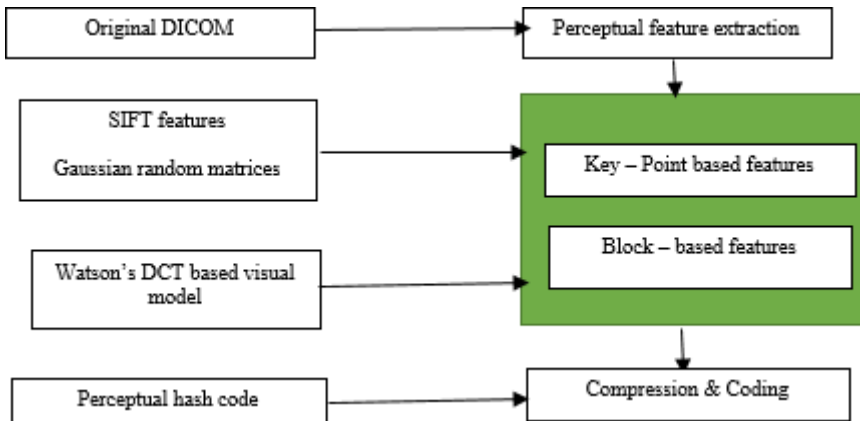 Original DICOM
Perceptual feature extraction
SIFT features
Gaussian random matrices
Key – Point based features
Block – based features
Watson’s DCT based visual
model
Perceptual hash code
Compression & Coding